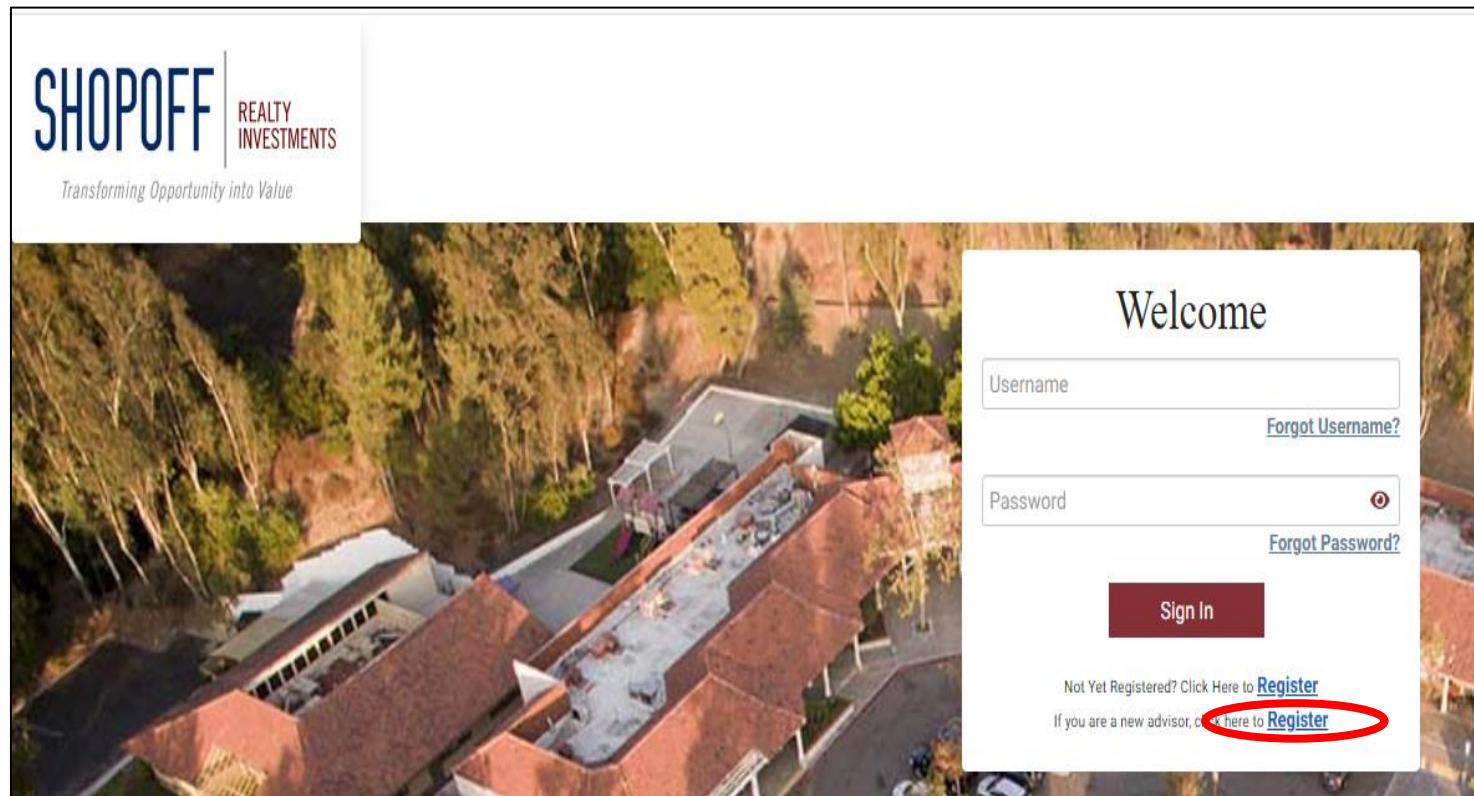 SHOPOFF
REALTY
INVESTMENTS
Transforming Opportunity into Value
Welcome
Username
Forgot Username?
Password
Forgot Password?
Sign In
Not Yet Registered? Click Here to Register
If you are a new advisor, click here to Register